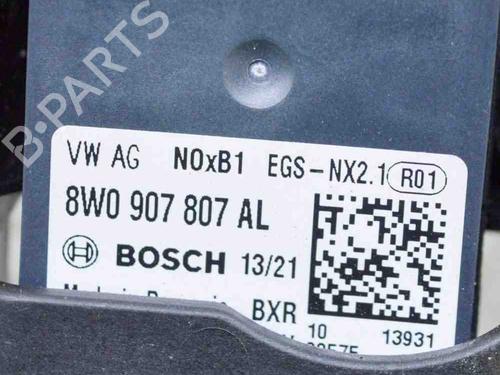 B-PARTS
VW AG NOxB1 EGS-NX2.1 R01
8W0 907 807 AL
BOSCH 13/21
BXR
10 13931